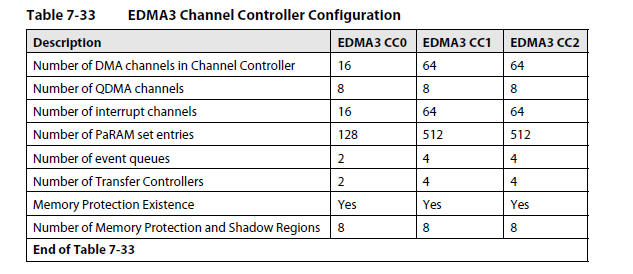 Table 7-33 EDMA3 Channel Controller Configuration
Description EDMA3 CC0 EDMA3 CC1 EDMA3 CC2
Number of DMA channels in Channel Controller 16 64 64
Number of QDMA channels 8 8 8
Number of interrupt channels 16 64 64
Number of PaRAM set entries 128 512 512
Number of event queues 2 4 4
Number of Transfer Controllers 2 4 4
Memory Protection Existence Yes Yes Yes
Number of Memory Protection and Shadow Regions 8 8 8
End of Table 7-33